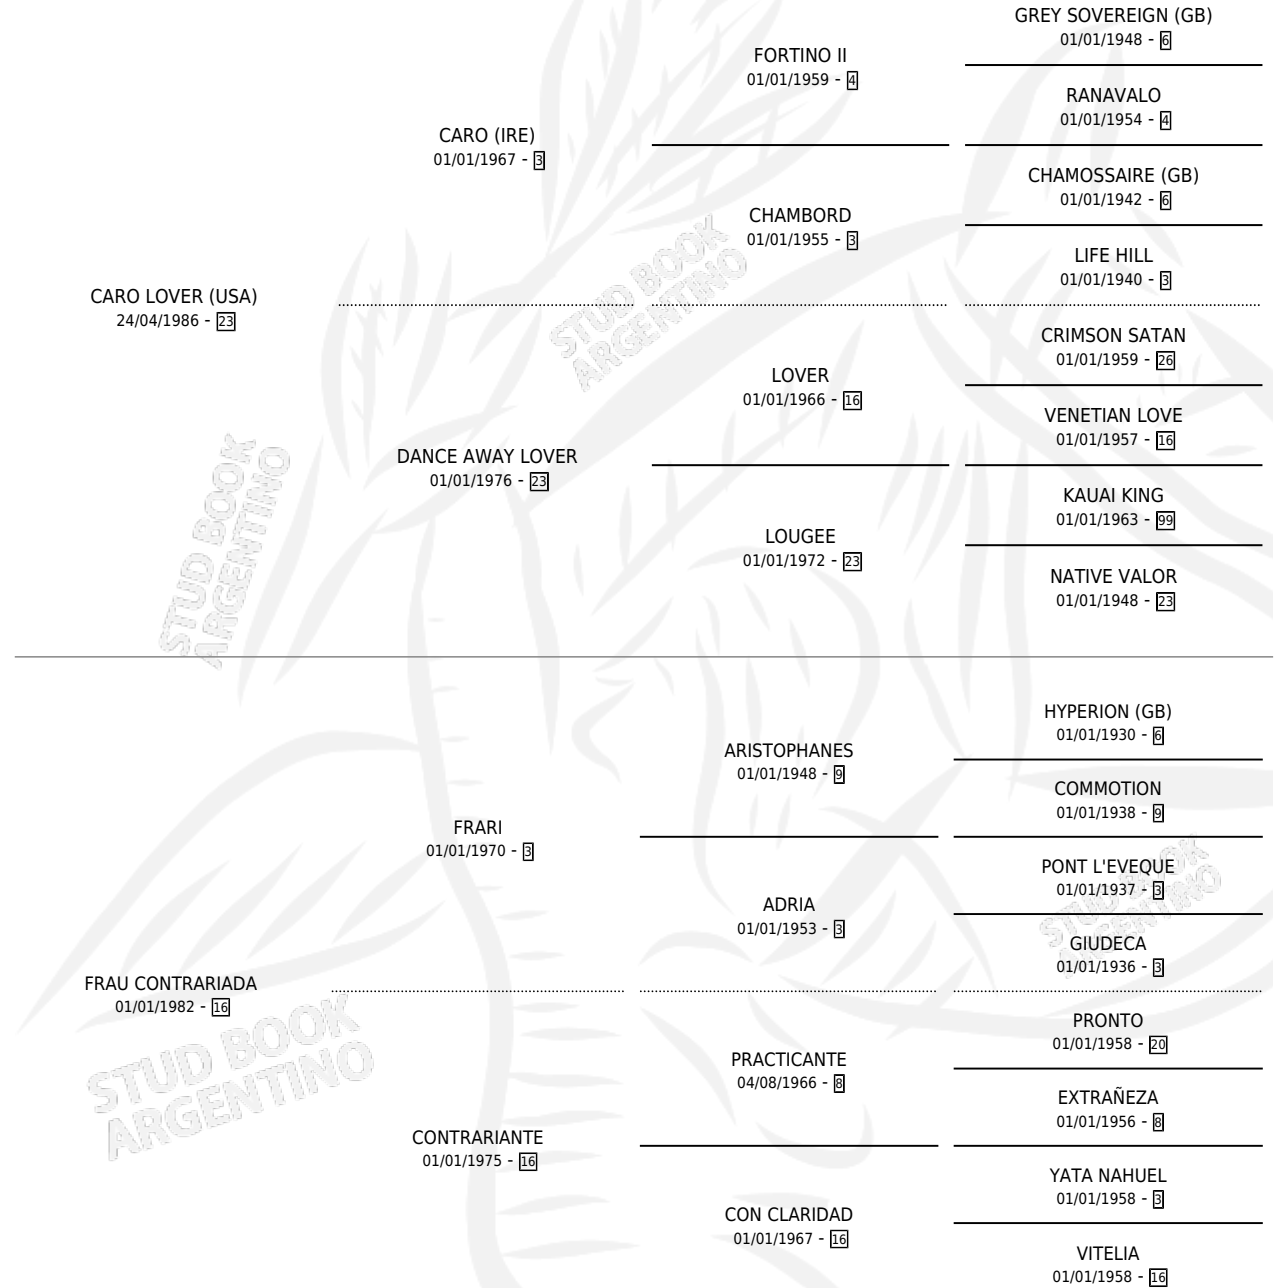 GREY SOVEREIGN (GB)
01/01/1948 - 6
FORTINO II
01/01/1959 - 4
RANAVALO
01/01/1954 - 4
CARO (IRE)
01/01/1967 - 3
CHAMOSSAIRE (GB)
01/01/1942 - 6
CHAMBORD
01/01/1955 - 3
LIFE HILL
01/01/1940 - 3
CARO LOVER (USA)
24/04/1986 - 23
CRIMSON SATAN
01/01/1959 - 26
LOVER
01/01/1966 - 16
VENETIAN LOVE
01/01/1957 - 16
DANCE AWAY LOVER
01/01/1976 - 23
KAUAI KING
01/01/1963 - 99
LOUGEE
01/01/1972 - 23
NATIVE VALOR
01/01/1948 - 23
HYPERION (GB)
01/01/1930 - 6
ARISTOPHANES
01/01/1948 - 9
COMMOTION
01/01/1938 - 9
FRARI
01/01/1970 - 3
PONT L'EVEQUE
01/01/1937 - 3
ADRIA
01/01/1953 - 3
GIUDECA
01/01/1936 - 3
FRAU CONTRARIADA
01/01/1982 - 16
PRONTO
01/01/1958 - 20
PRACTICANTE
04/08/1966 - 8
EXTRAÑEZA
01/01/1956 - 8
CONTRARIANTE
01/01/1975 - 16
YATA NAHUEL
01/01/1958 - 3
CON CLARIDAD
01/01/1967 - 16
VITELIA
01/01/1958 - 16
STUD BOOK
ARGENTINO
STUD BOOK
ARGENTINO
STUD BOOK
ARGENTINO
STUD BOOK
ARGENTINO